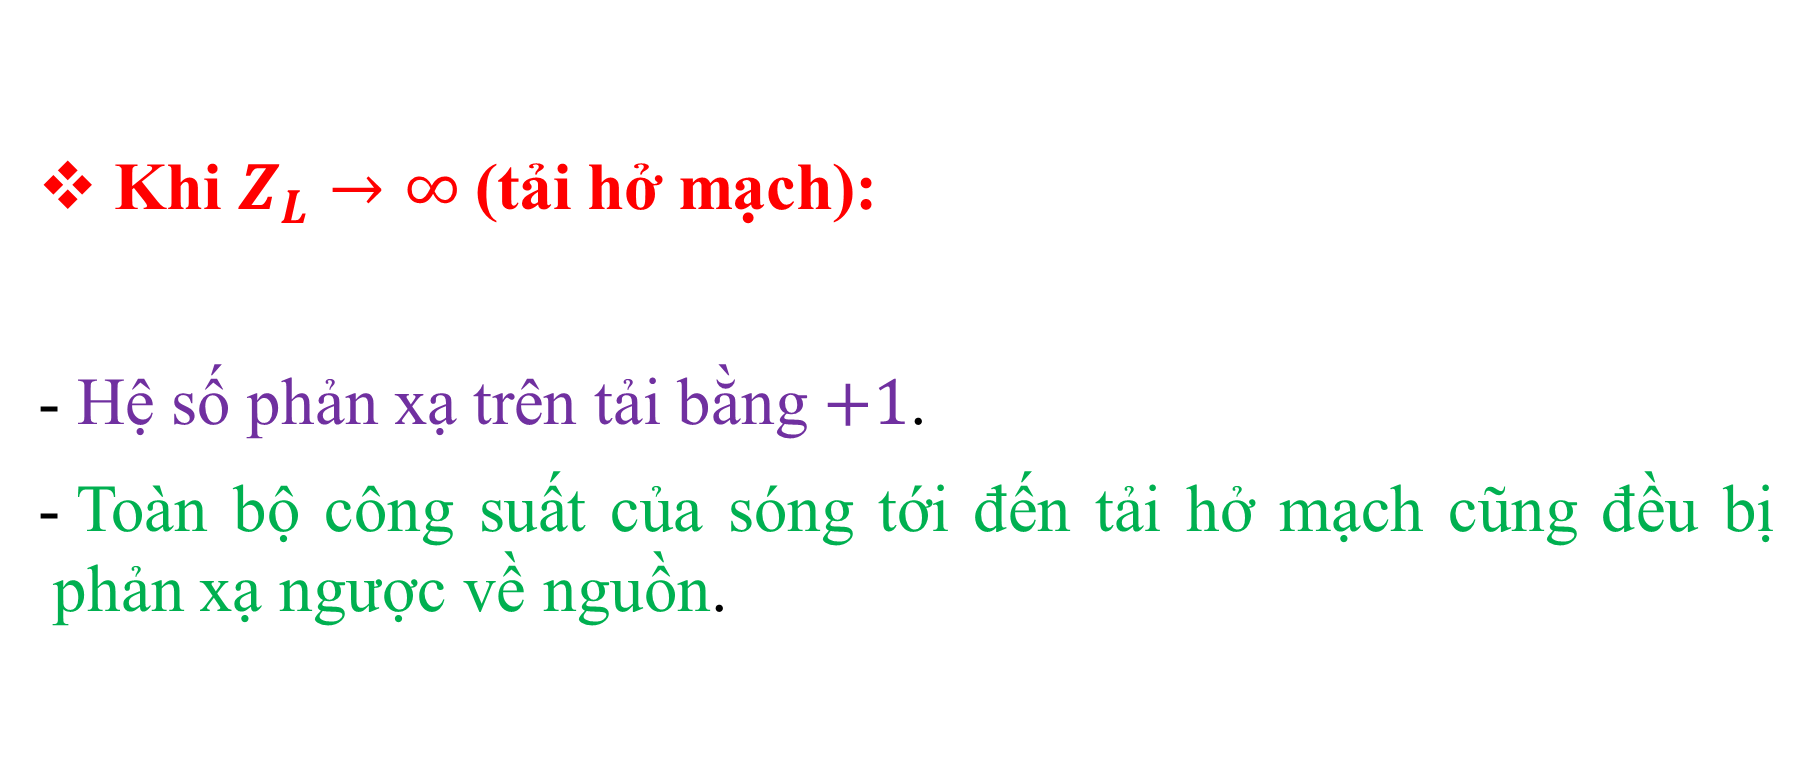 ❖ Khi Z_L → ∞ (tải hở mạch):
- Hệ số phản xạ trên tải bằng +1.
- Toàn bộ công suất của sóng tới đến tải hở mạch cũng đều bị
phản xạ ngược về nguồn.